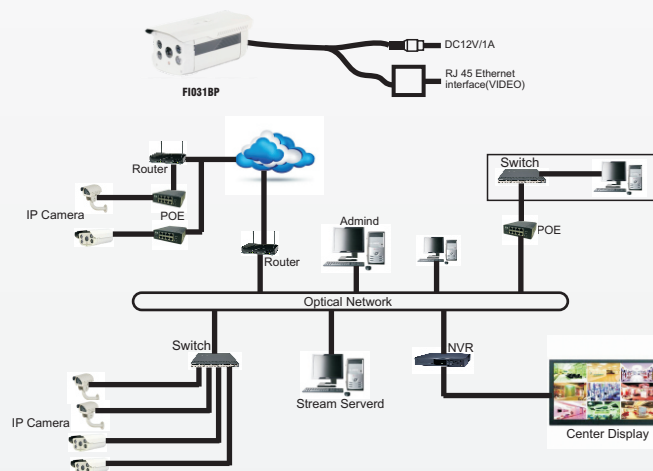 DC12V/1A
RJ 45 Ethernet
interface(VIDEO)
FI031BP
Router
IP Camera
POE
Switch
POE
Admind
Router
Optical Network
Switch
NVR
Stream Serverd
IP Camera
Center Display